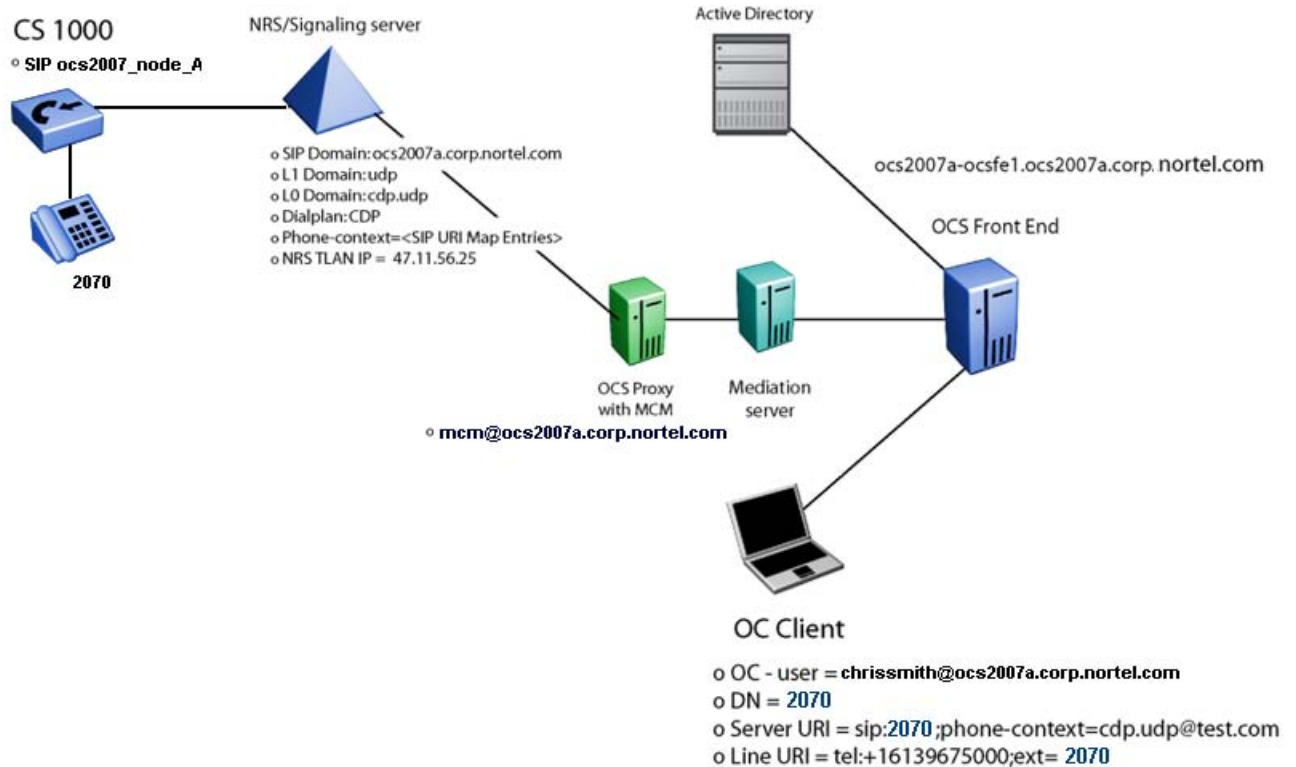 CS 1000
° SIP ocs2007_node_A
NRS/Signaling server
Active Directory
2070
o SIP Domain:ocs2007a.corp.nortel.com
o L1 Domain:udp
o L0 Domain:cdp.udp
o Dialplan:CDP
o Phone-context=<SIP URI Map Entries>
o NRS TLAN IP = 47.11.56.25
ocs2007a-ocsfe1.ocs2007a.corp. nortel.com
OCS Front End
OCS Proxy
with MCM
Mediation
server
° mcm@ocs2007a.corp.nortel.com
OC Client
o OC - user = chrissmith@ocs2007a.corp.nortel.com
o DN = 2070
o Server URI = sip:2070;phone-context=cdp.udp@test.com
o Line URI = tel:+16139675000;ext= 2070